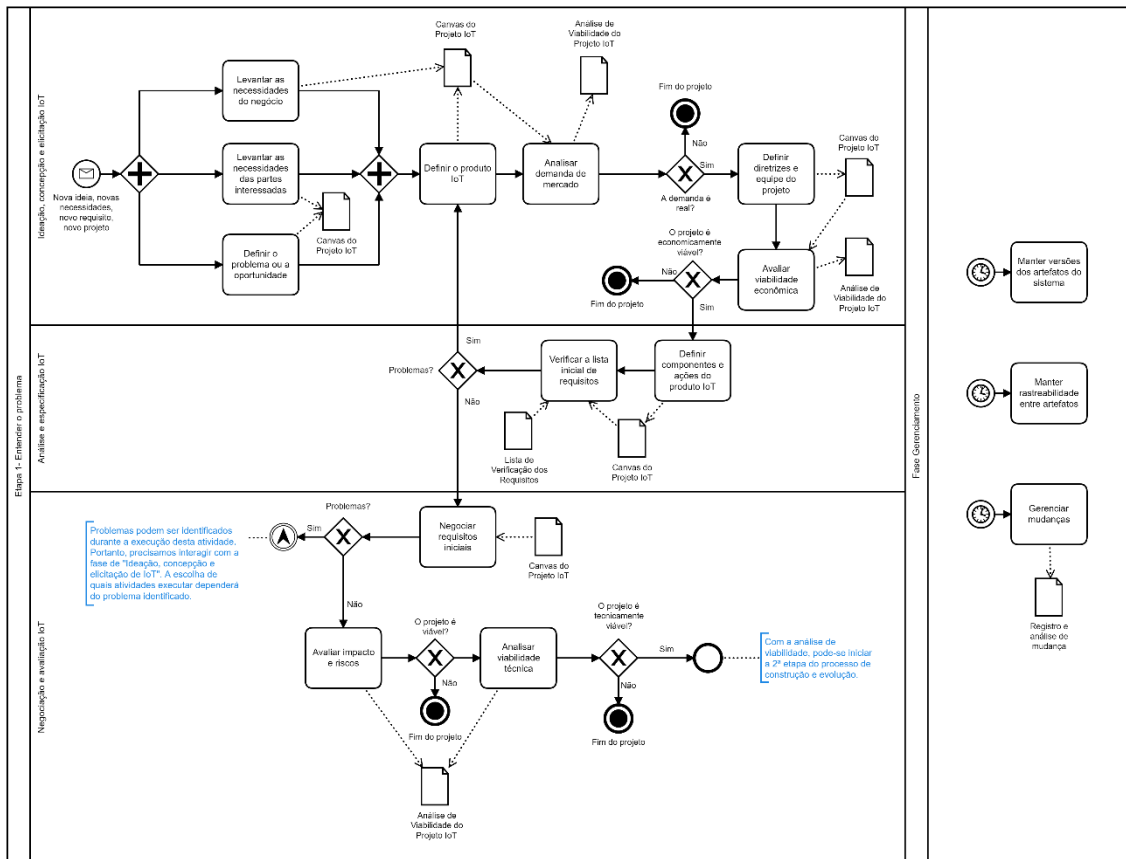 Etapa 1- Entender o problema
Ideação, concepção e elicitação IoT
Nova ideia, novas
necessidades,
novo requisito,
novo projeto
Levantar as
necessidades
do negócio
Levantar as
necessidades
das partes
interessadas
Definir o
problema ou a
oportunidade
Canvas do
Projeto IoT
Canvas do
Projeto IoT
Definir o produto
IoT
Analisar
demanda de
mercado
Análise de
Viabilidade do
Projeto IoT
Fim do projeto
Não
Sim
A demanda é
real?
Definir
diretrizes e
equipe do
projeto
Canvas do
Projeto IoT
O projeto é
economicamente
viável?
Não
Fim do projeto
Sim
Avaliar
viabilidade
econômica
Análise de
Viabilidade do
Projeto IoT
Análise e especificação IoT
Sim
Problemas?
Não
Verificar a lista
inicial de
requisitos
Definir
componentes e
ações do
produto IoT
Lista de
Verificação dos
Requisitos
Canvas do
Projeto IoT
Negociação e avaliação IoT
Problemas podem ser identificados
durante a execução desta atividade.
Portanto, precisamos interagir com a
fase de "Ideação, concepção e
elicitação de IoT". A escolha de
quais atividades executar dependerá
do problema identificado.
Problemas?
Sim
Não
Negociar
requisitos
iniciais
Canvas do
Projeto IoT
Avaliar impacto
e riscos
O projeto é
viável?
Não
Fim do projeto
Analisar
viabilidade
técnica
O projeto é
tecnicamente
viável?
Sim
Não
Fim do projeto
Com a análise de
viabilidade, pode-se iniciar
a 2ª etapa do processo de
construção e evolução.
Análise de
Viabilidade do
Projeto IoT
Fase Gerenciamento
Manter versões
dos artefatos do
sistema
Manter
rastreabilidade
entre artefatos
Gerenciar
mudanças
Registro e
análise de
mudança